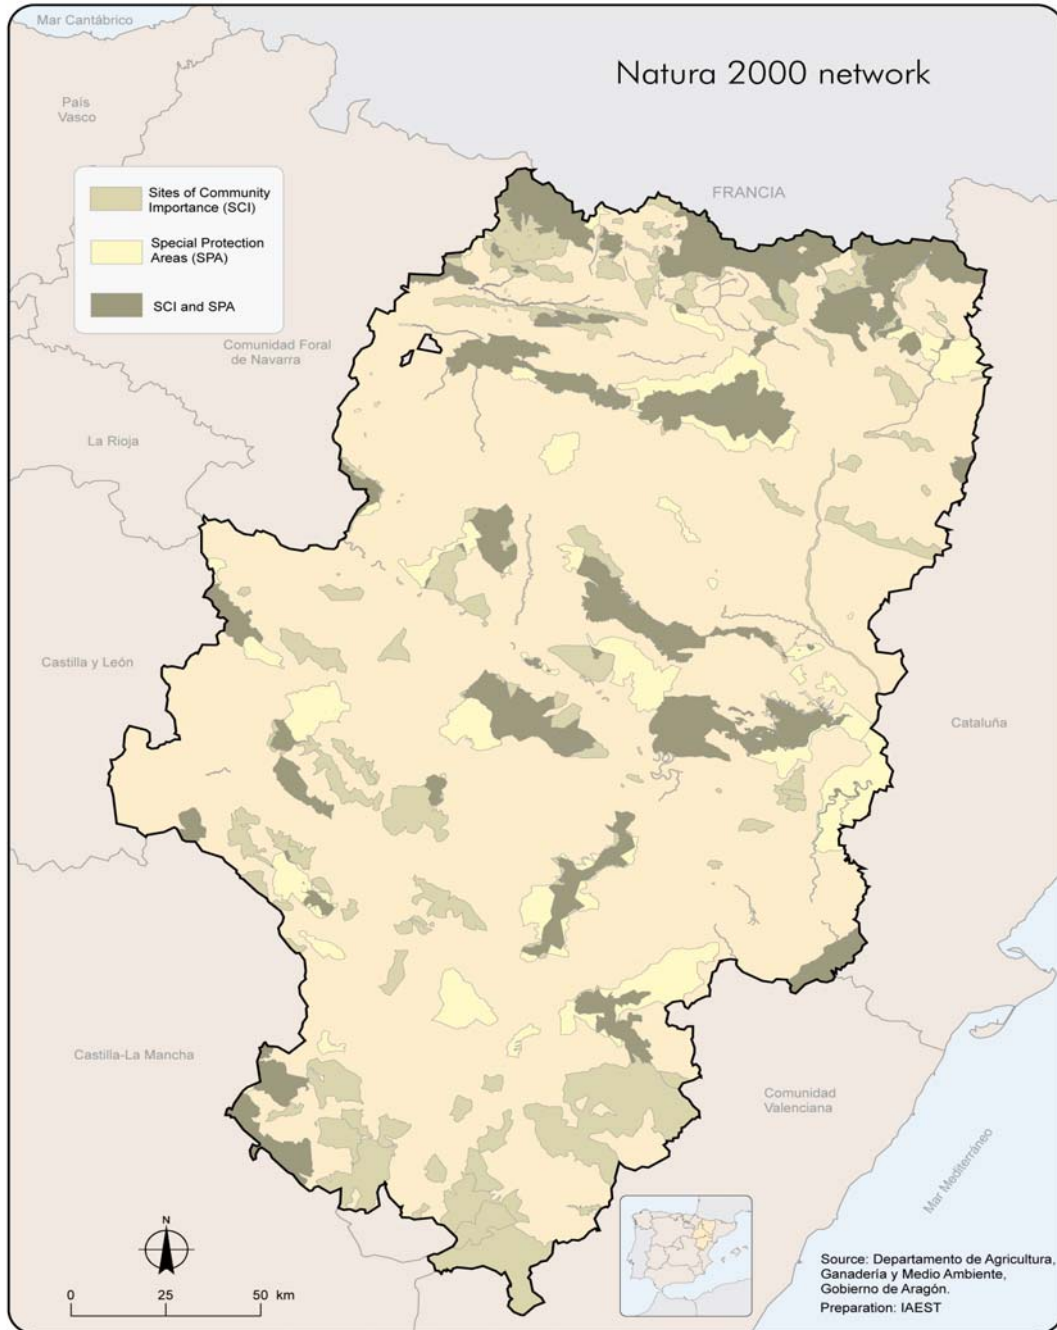 Mar Cantábrico
Natura 2000 network
País
Vasco
Sites of Community
Importance (SCI)
Special Protection
Areas (SPA)
SCI and SPA
FRANCIA
Comunidad Foral
de Navarra
La Rioja
Castilla y León
Cataluña
Castilla-La Mancha
Comunidad
Valenciana
Mar Mediterráneo
N
0 25 50 km
Source: Departamento de Agricultura,
Ganadería y Medio Ambiente,
Gobierno de Aragón.
Preparation: IAEST